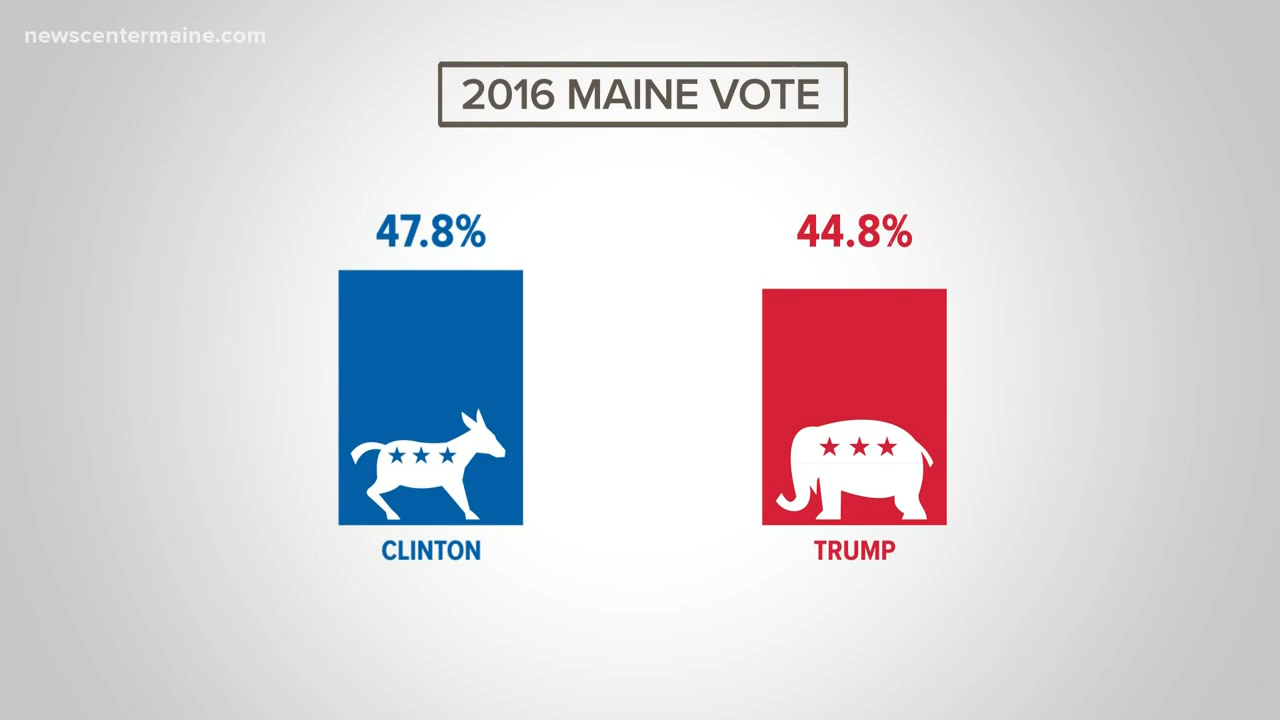 newscentermaine.com
2016 MAINE VOTE
47.8%
44.8%
CLINTON
TRUMP